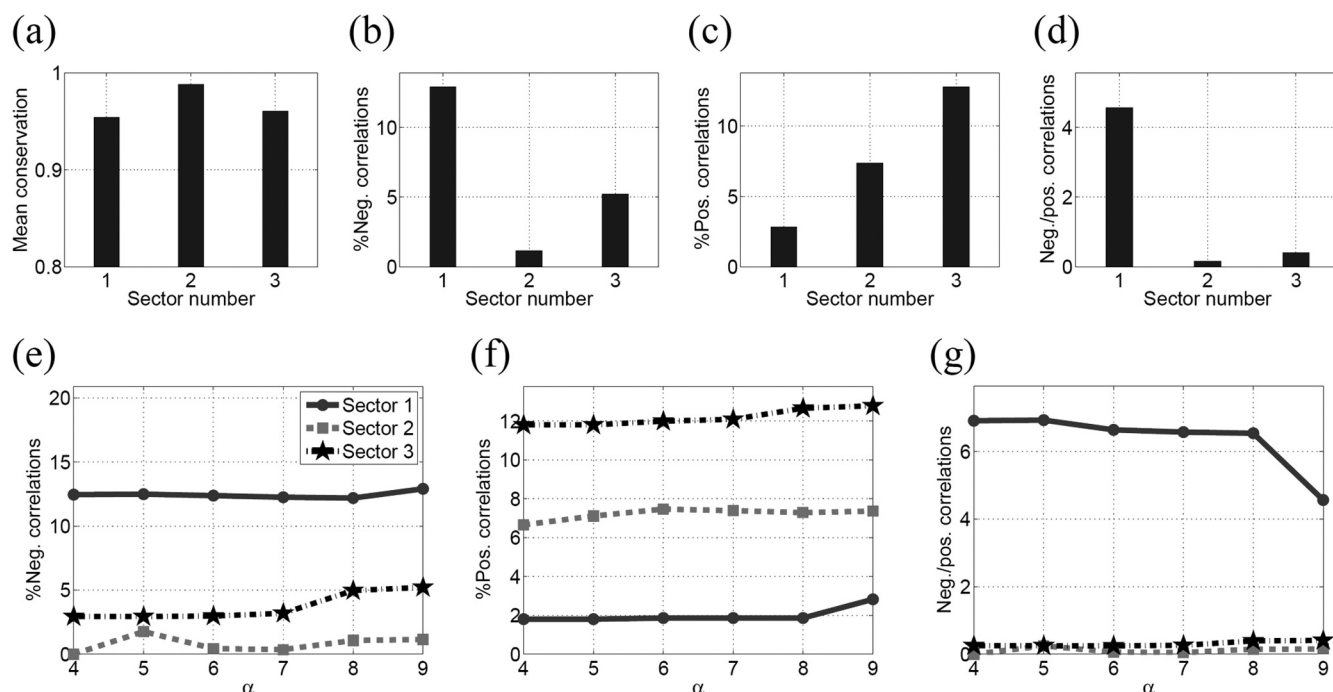 (a)
(b)
(c)
(d)
Mean conservation
1
0.9
0.8
1 2 3
Sector number
%Neg. correlations
10
5
0
1 2 3
Sector number
%Pos. correlations
10
5
0
1 2 3
Sector number
Neg./pos. correlations
4
2
0
1 2 3
Sector number
(e)
(f)
(g)
%Neg. correlations
20
15
10
5
0
Sector 1
Sector 2
Sector 3
4 5 6 7 8 9
α
%Pos. correlations
12
10
8
6
4
2
0
4 5 6 7 8 9
α
Neg./pos. correlations
6
4
2
0
4 5 6 7 8 9
α